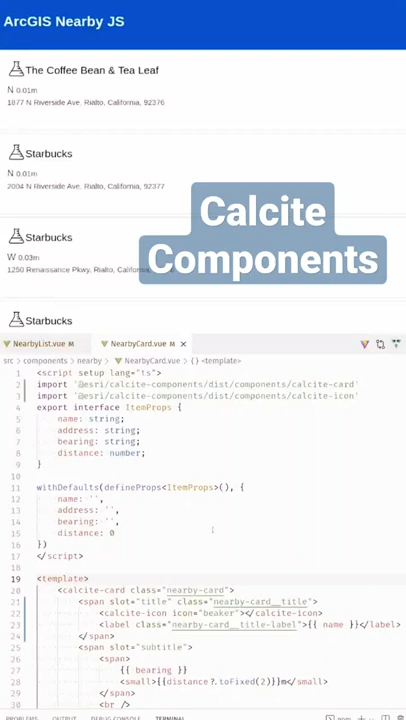 ArcGIS Nearby JS
The Coffee Bean & Tea Leaf
N 0.01m
1877 N Riverside Ave, Rialto, California, 92376
Starbucks
N 0.01m
2004 N Riverside Ave, Rialto, California, 92377
Calcite
Components
Starbucks
W 0.03m
1250 Renaissance Pkwy, Rialto, California,
Starbucks
NearbyList.vue M NearbyCard.vue M ×
src > components > nearby > NearbyCard.vue > {} <template>
1 <script setup lang="ts">
2 import '@esri/calcite-components/dist/components/calcite-card"
3 import '@esri/calcite-components/dist/components/calcite-icon"
4 export interface ItemProps {
5 name: string;
6 address: string;
7 bearing: string;
8 distance: number;
9 }
10
11 withDefaults(defineProps<ItemProps>(), {
12 name: '',
13 address: '',
14 bearing: '',
15 distance: 0
16 })
17 </script>
18
19 <template>
20 <calcite-card class="nearby-card">
21 <span slot="title" class="nearby-card__title">
22 <calcite-icon icon="beaker"></calcite-icon>
23 <label class="nearby-card__title-label">{{ name }}</label>
24 </span>
25 <span slot="subtitle">
26 <span>
27 {{ bearing }}
28 <small>{{distance?.toFixed(2)}}m</small>
29 </span>
30 <br />
PROBLEMS OUTPUT DEBUG CONSOLE TERMINAL